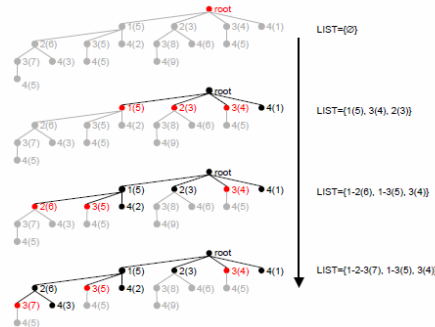 root
1(5) 2(3) 3(4) 4(1)
2(6) 3(5) 4(2) 3(8) 4(6) 4(5)
3(7) 4(3) 4(5) 4(9)
4(5)
LIST={∅}
root
1(5) 2(3) 3(4) 4(1)
2(6) 3(5) 4(2) 3(8) 4(6) 4(5)
3(7) 4(3) 4(5) 4(9)
4(5)
LIST={1(5), 3(4), 2(3)}
root
1(5) 2(3) 3(4) 4(1)
2(6) 3(5) 4(2) 3(8) 4(6) 4(5)
3(7) 4(3) 4(5) 4(9)
4(5)
LIST={1-2(6), 1-3(5), 3(4)}
root
1(5) 2(3) 3(4) 4(1)
2(6) 3(5) 4(2) 3(8) 4(6) 4(5)
3(7) 4(3) 4(5) 4(9)
4(5)
LIST={1-2-3(7), 1-3(5), 3(4)